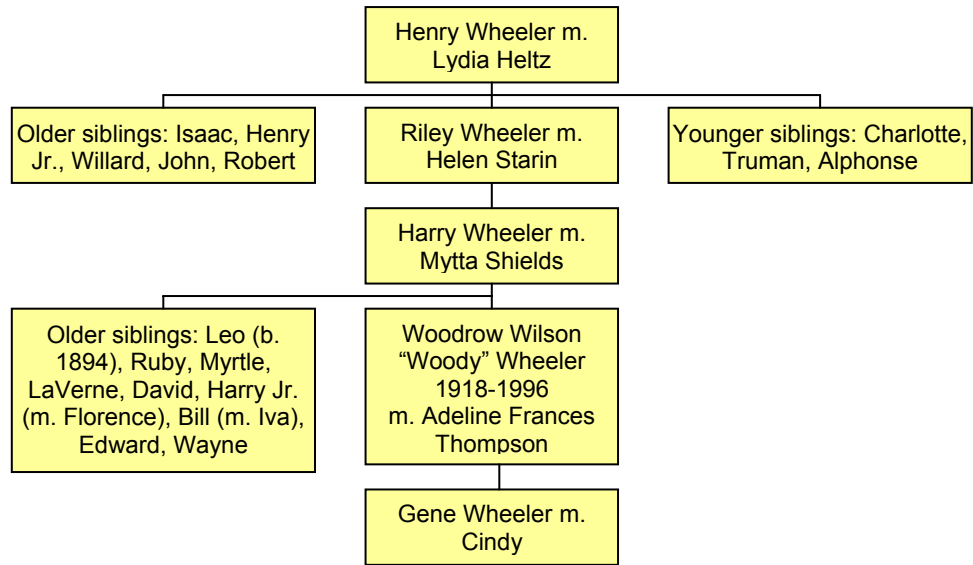 Henry Wheeler m.
Lydia Heltz
Older siblings: Isaac, Henry
Jr., Willard, John, Robert
Riley Wheeler m.
Helen Starin
Younger siblings: Charlotte,
Truman, Alphonse
Harry Wheeler m.
Mytta Shields
Older siblings: Leo (b.
1894), Ruby, Myrtle,
LaVerne, David, Harry Jr.
(m. Florence), Bill (m. Iva),
Edward, Wayne
Woodrow Wilson
“Woody” Wheeler
1918-1996
m. Adeline Frances
Thompson
Gene Wheeler m.
Cindy